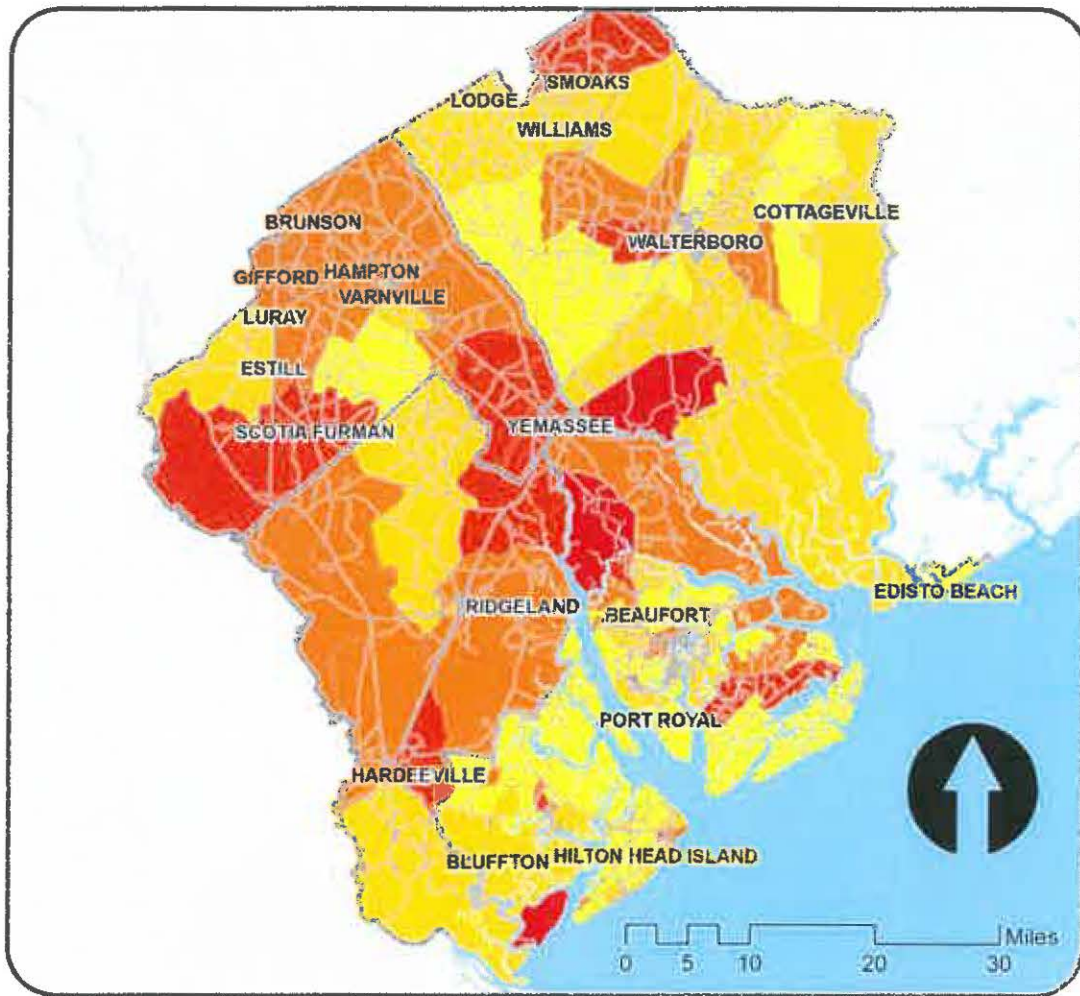 SMOAKS
LODGE
WILLIAMS
COTTAGEVILLE
BRUNSON
WALTERBORO
GIFFORD HAMPTON
VARNVILLE
LURAY
ESTILL
SCOTIA FURMAN
YEMASSEE
EDISTO BEACH
RIDGELAND
BEAUFORT
PORT ROYAL
HARDEEVILLE
BLUFFTON HILTON HEAD ISLAND
Miles
0 5 10 20 30